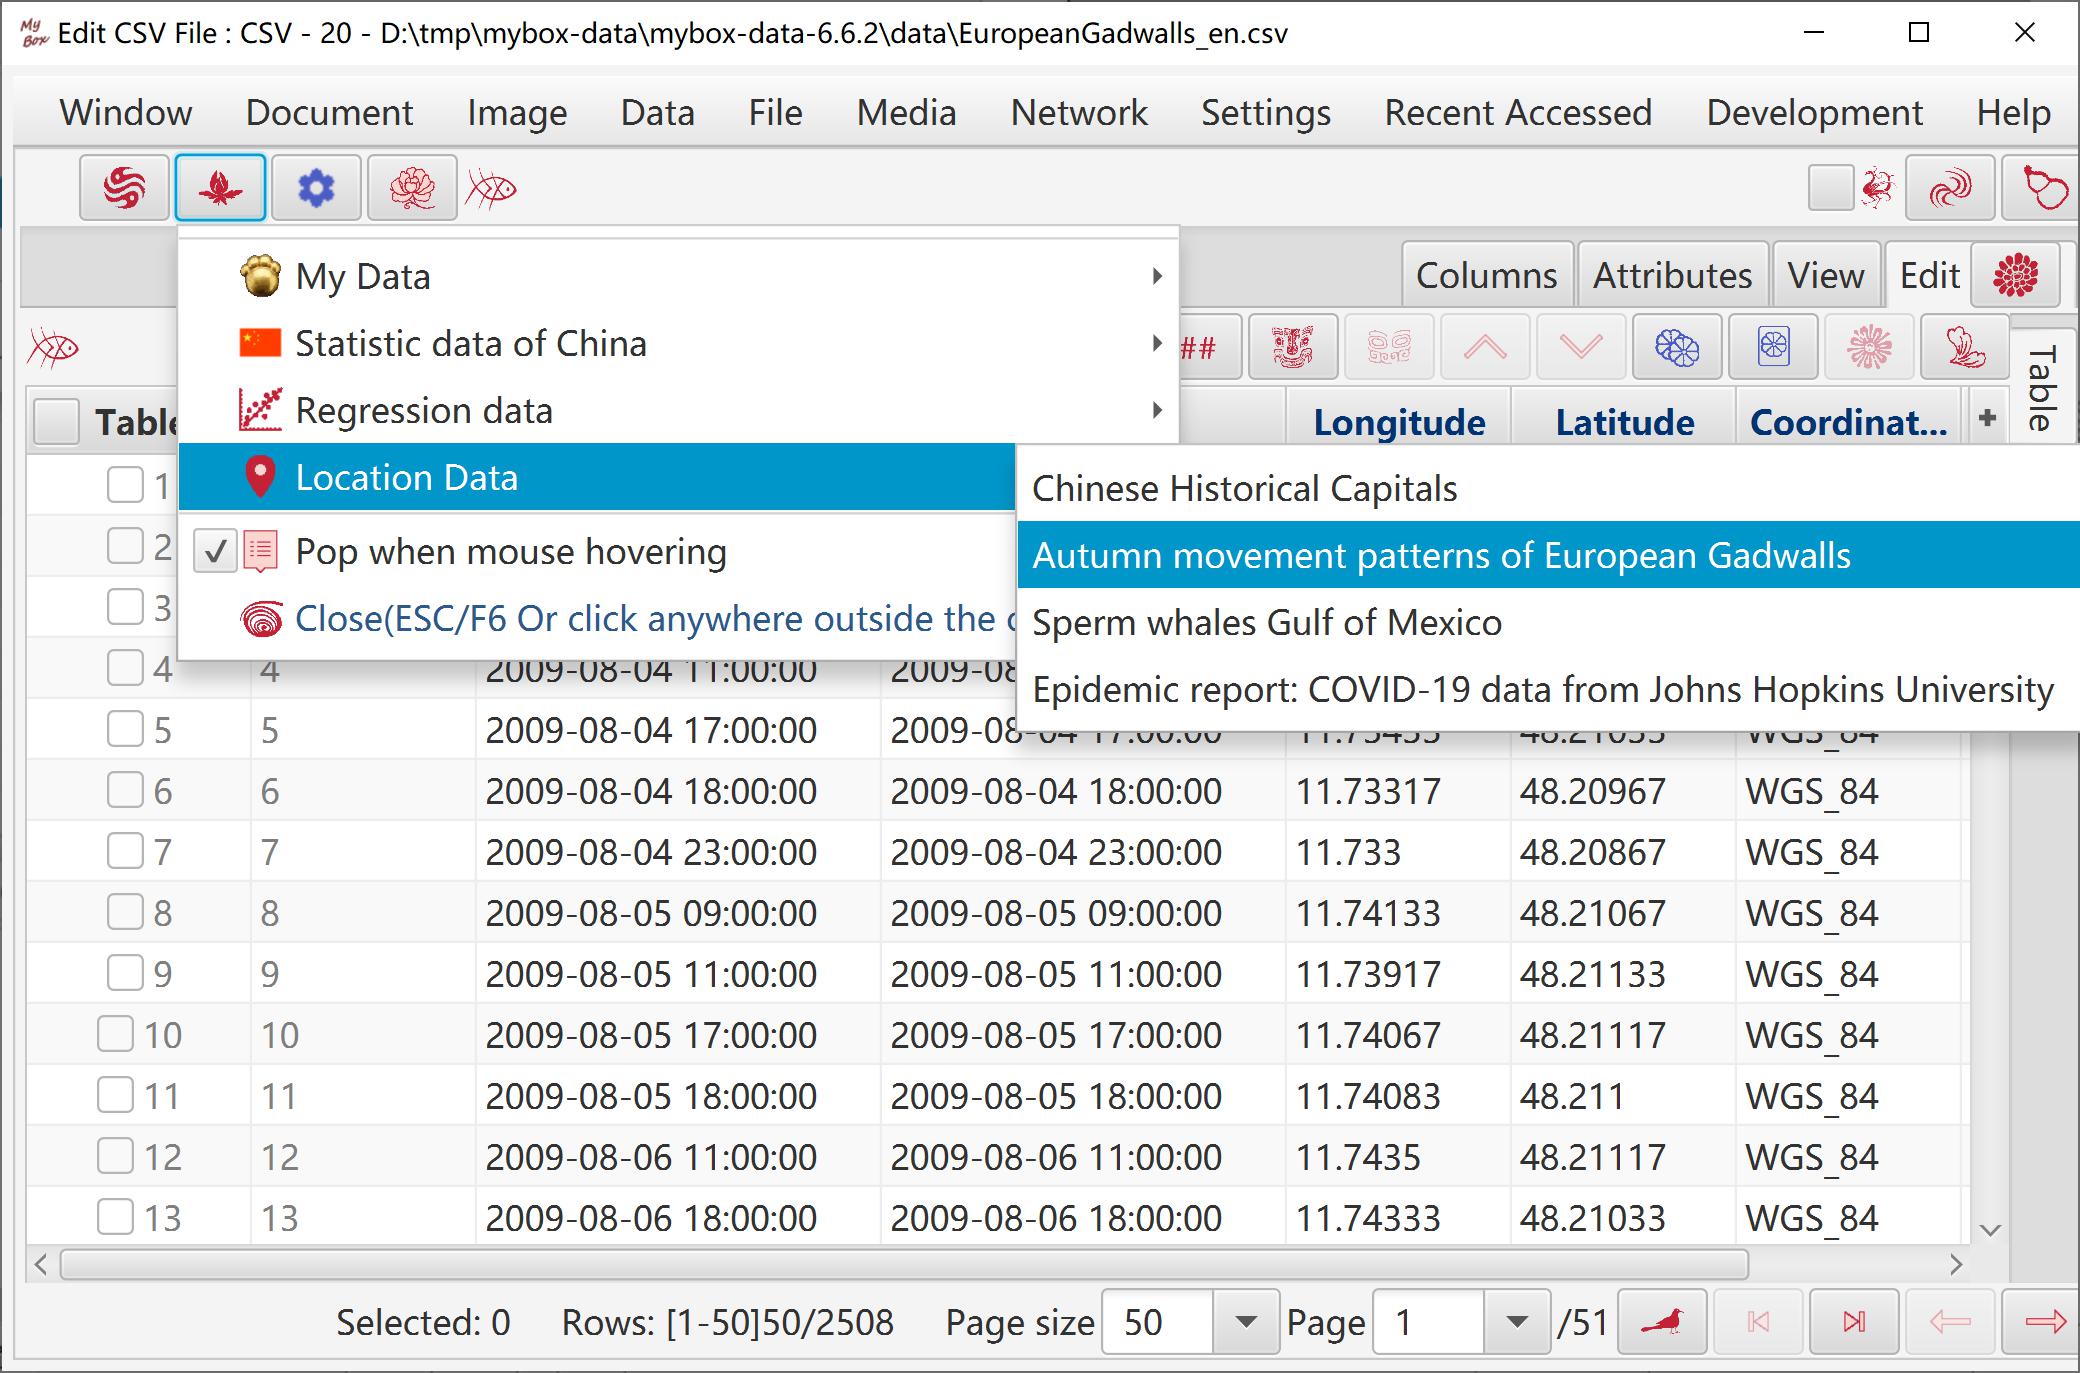 My Box Edit CSV File : CSV - 20 - D:\tmp\mybox-data\mybox-data-6.6.2\data\EuropeanGadwalls_en.csv
Window Document Image Data File Media Network Settings Recent Accessed Development Help
My Data
Columns Attributes View Edit
Statistic data of China
##
Table
Regression data
Table Longitude Latitude Coordinat... +
Location Data
Chinese Historical Capitals
1
Pop when mouse hovering
Autumn movement patterns of European Gadwalls
2
Close(ESC/F6 Or click anywhere outside the
Sperm whales Gulf of Mexico
3
Epidemic report: COVID-19 data from Johns Hopkins University
4 4 2009-08-04 11:00:00 2009-08
5 5 2009-08-04 17:00:00 2009-08-04 17:00:00 11.73433 48.21033 WGS_84
6 6 2009-08-04 18:00:00 2009-08-04 18:00:00 11.73317 48.20967 WGS_84
7 7 2009-08-04 23:00:00 2009-08-04 23:00:00 11.733 48.20867 WGS_84
8 8 2009-08-05 09:00:00 2009-08-05 09:00:00 11.74133 48.21067 WGS_84
9 9 2009-08-05 11:00:00 2009-08-05 11:00:00 11.73917 48.21133 WGS_84
10 10 2009-08-05 17:00:00 2009-08-05 17:00:00 11.74067 48.21117 WGS_84
11 11 2009-08-05 18:00:00 2009-08-05 18:00:00 11.74083 48.211 WGS_84
12 12 2009-08-06 11:00:00 2009-08-06 11:00:00 11.7435 48.21117 WGS_84
13 13 2009-08-06 18:00:00 2009-08-06 18:00:00 11.74333 48.21033 WGS_84
Selected: 0 Rows: [1-50]50/2508 Page size 50 Page 1 /51